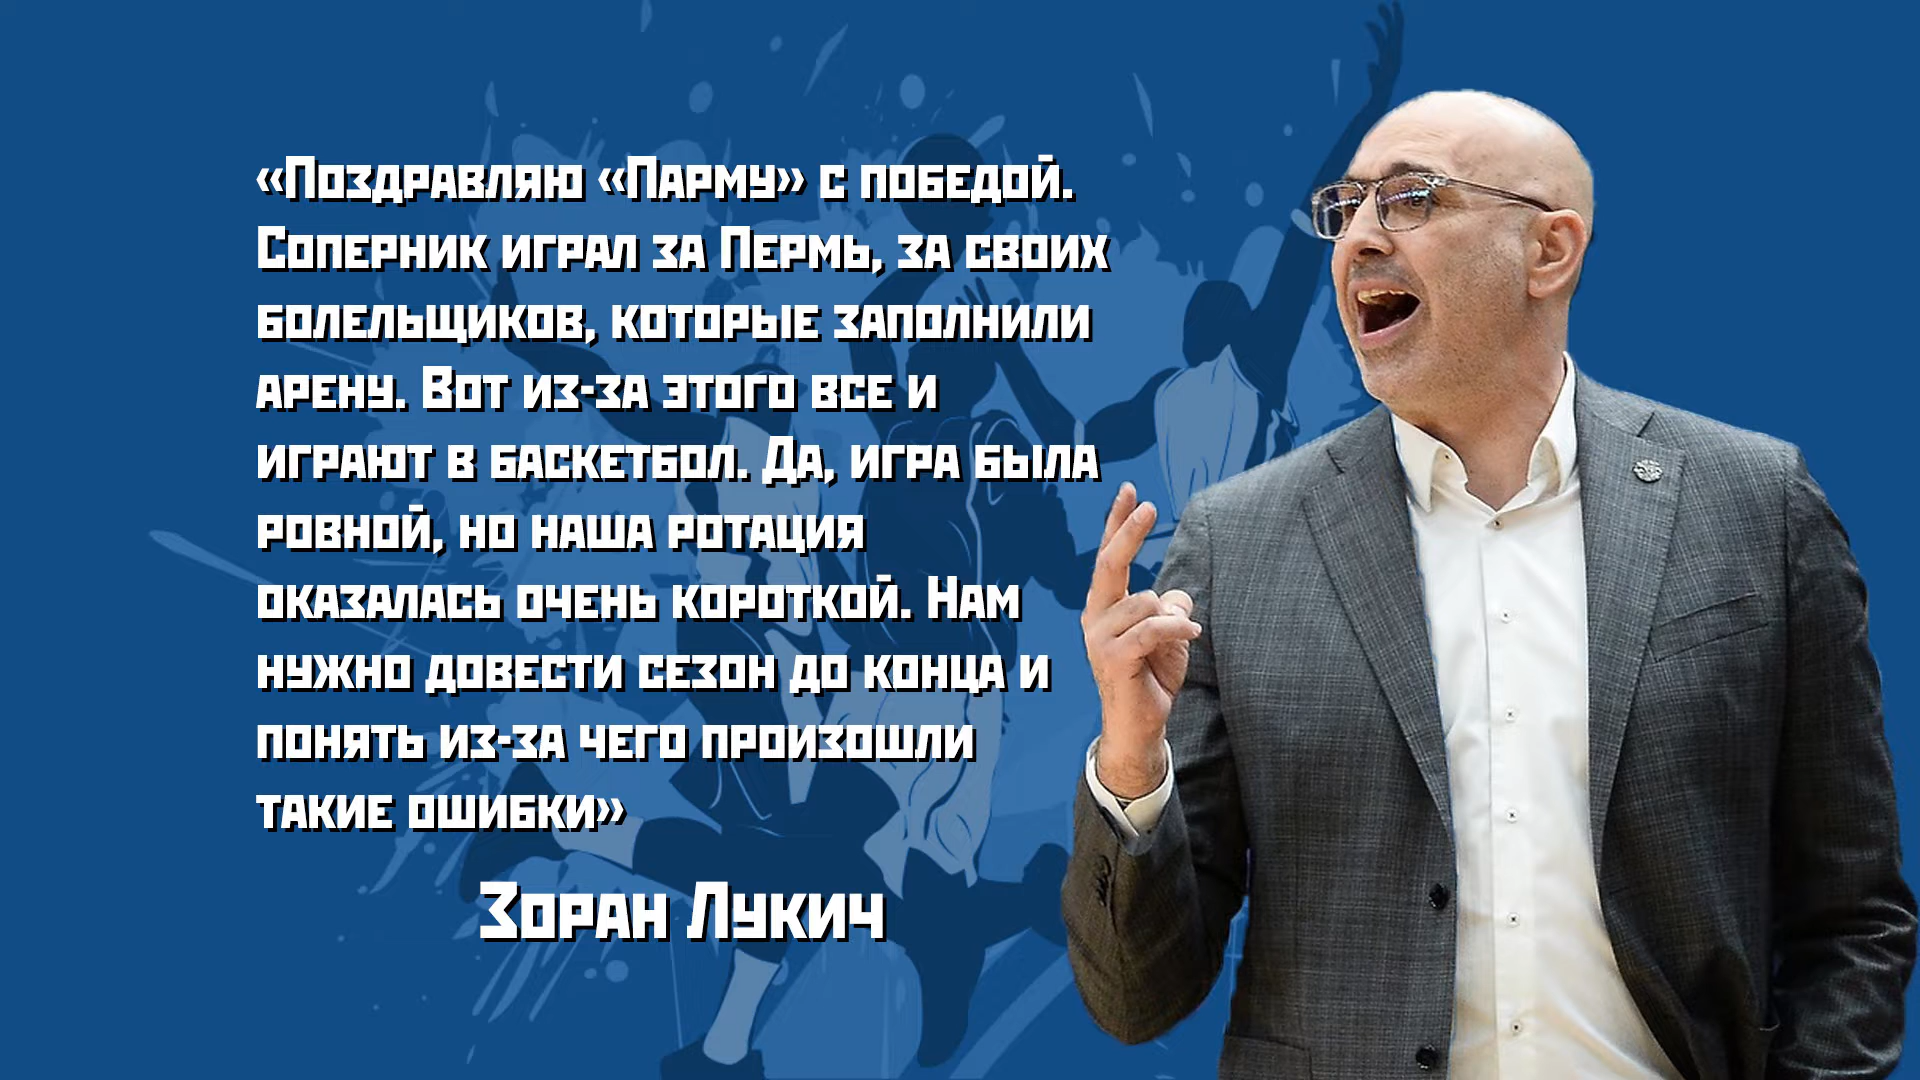 «Поздравляю «Парму» с победой.
Соперник играл за Пермь, за своих
болельщиков, которые заполнили
арену. Вот из-за этого все и
играют в баскетбол. Да, игра была
ровной, но наша ротация
оказалась очень короткой. Нам
нужно довести сезон до конца и
понять из-за чего произошли
такие ошибки»
Зоран Лукич